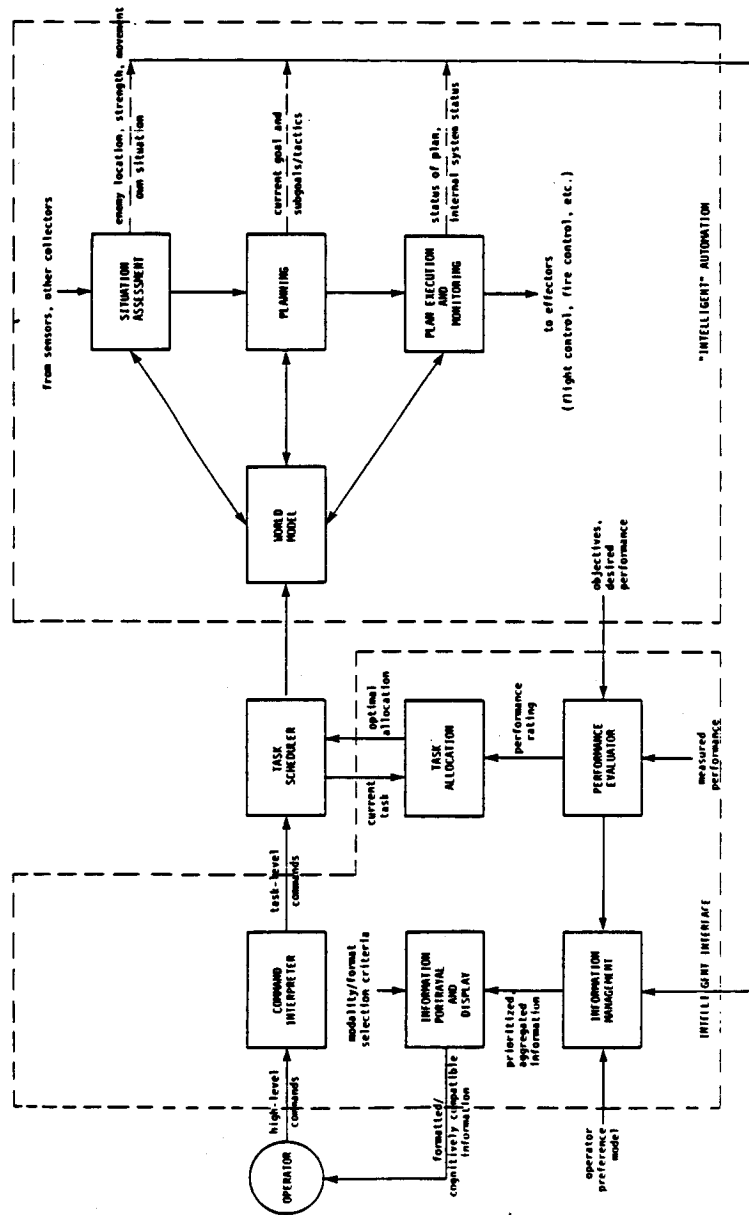 OPERATOR
high-level
commands
COMMAND
INTERPRETER
task-level
commands
TASK
SCHEDULER
WORLD
MODEL
from sensors, other collectors
SITUATION
ASSESSMENT
enemy location, strength, movement
own situation
PLANNING
current goal and
subgoals/tactics
PLAN EXECUTION
AND
MONITORING
status of plan,
internal system status
to effectors
(flight control, fire control, etc.)
"INTELLIGENT" AUTOMATION
current
task
optimal
allocation
TASK
ALLOCATION
performance
rating
objectives,
desired
performance
PERFORMANCE
EVALUATOR
measured
performance
modality/format
selection criteria
INFORMATION
PORTRAYAL
AND
DISPLAY
formatted/
cognitively compatible
information
prioritized,
aggregated
information
INFORMATION
MANAGEMENT
operator
preference
model
INTELLIGENT INTERFACE